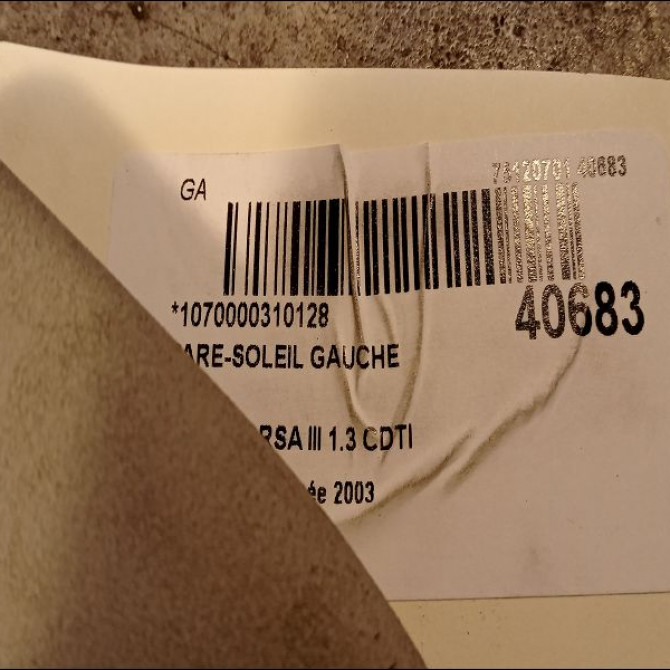 GA
73120701 40683
*1070000310128
40683
ARE-SOLEIL GAUCHE
RSA III 1.3 CDTI
ée 2003